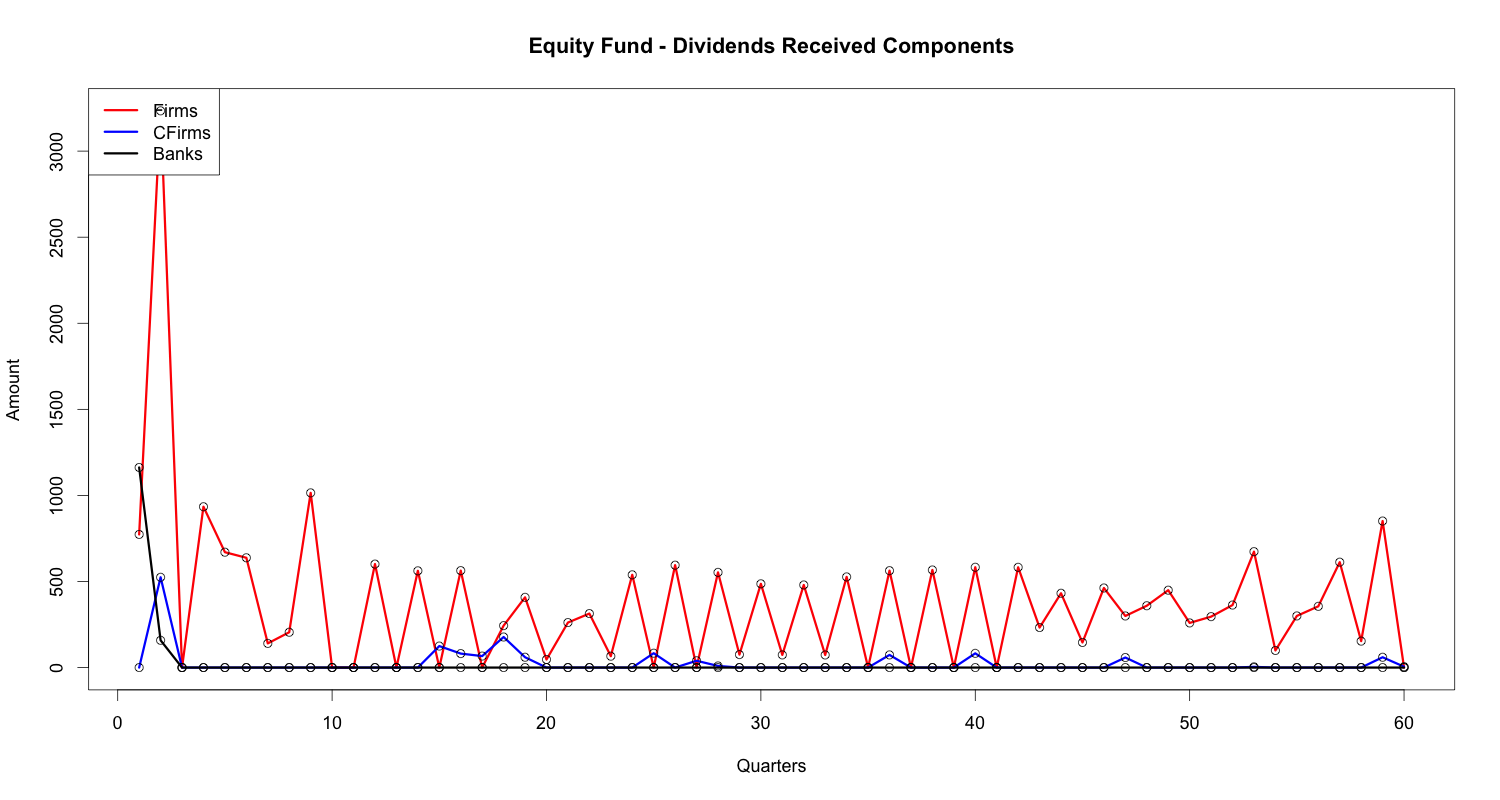 Equity Fund - Dividends Received Components
Firms
CFirms
Banks
Amount
3000
2500
2000
1500
1000
500
0
0 10 20 30 40 50 60
Quarters